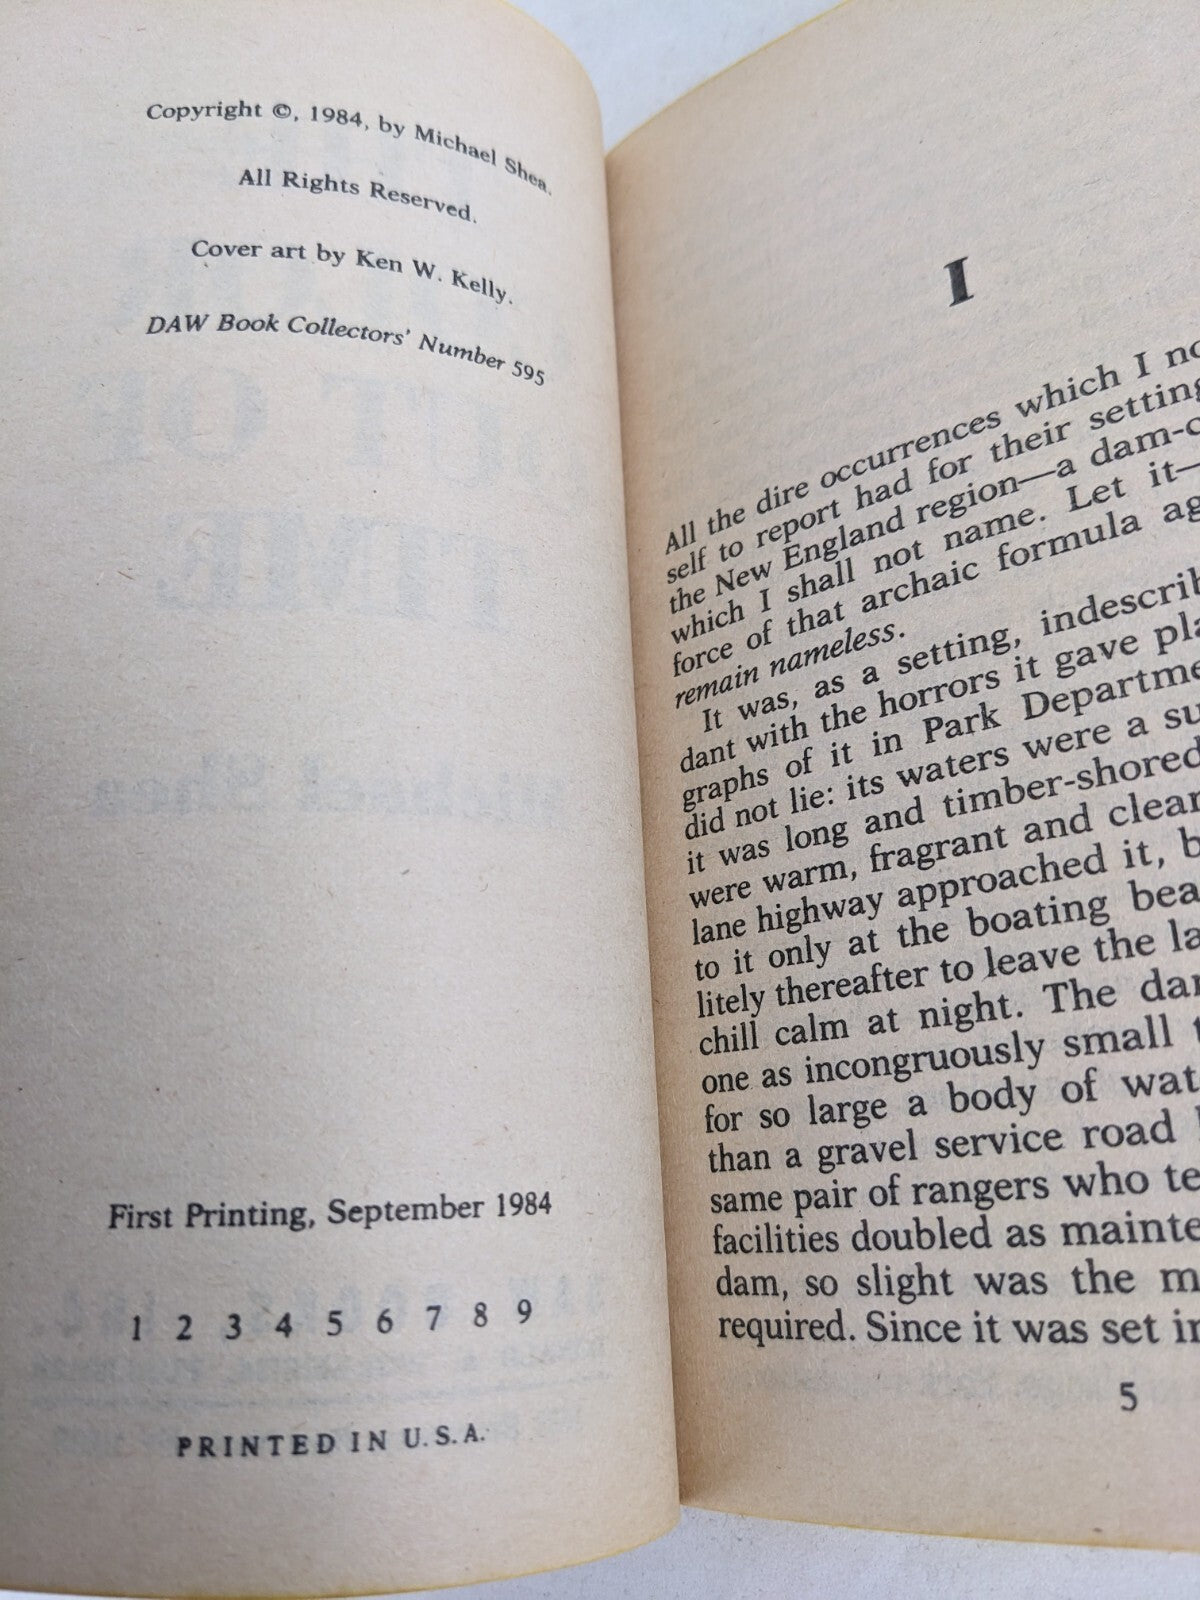 Copyright ©, 1984, by Michael Shea.
All Rights Reserved.
Cover art by Ken W. Kelly.
DAW Book Collectors' Number 595
First Printing, September 1984
1 2 3 4 5 6 7 8 9
PRINTED IN U.S.A.
I
All the dire occurrences which I
self to report had for their setting
the New England region—a
which I shall not name. Let it—
force of that archaic formula
remain nameless.
It was, as a setting,
dant with the horrors it gave
graphs of it in Park
did not lie: its waters were a
it was long and timber-shored
were warm, fragrant and
lane highway approached it,
to it only at the boating
litely thereafter to leave the
chill calm at night. The
one as incongruously small
for so large a body of
than a gravel service road
same pair of rangers who
facilities doubled as
dam, so slight was the
required. Since it was set
5